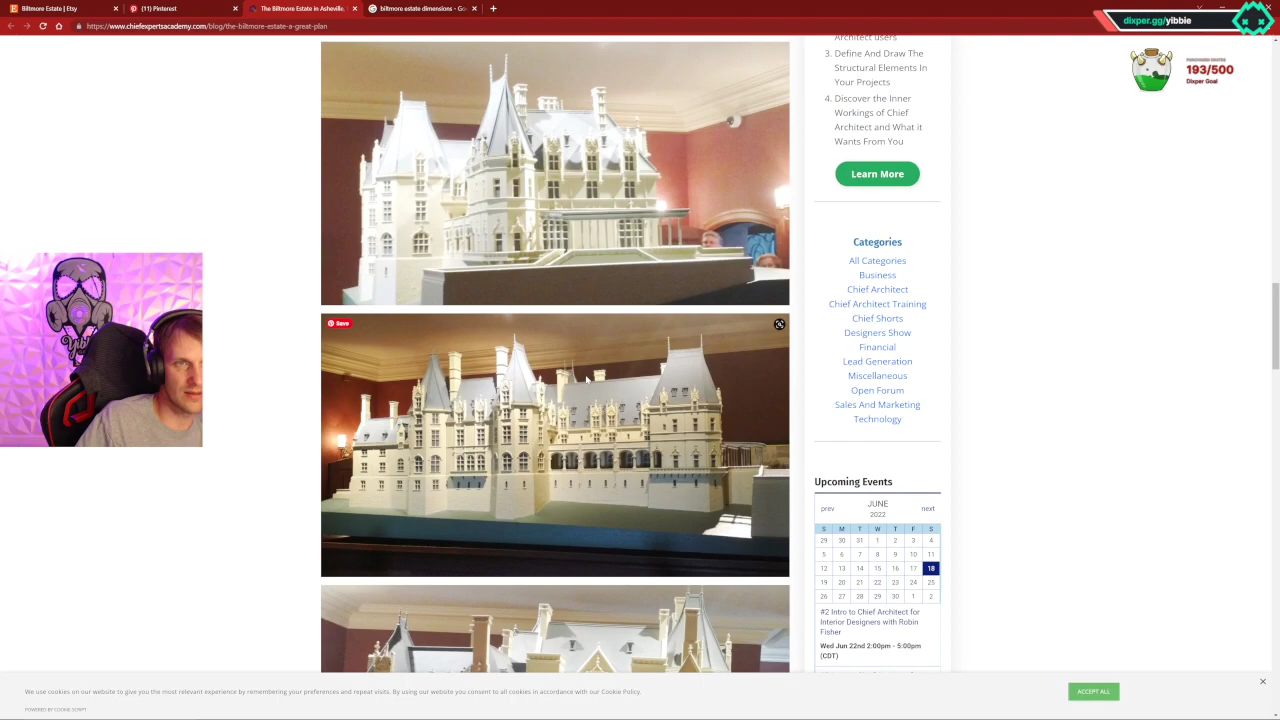 Biltmore Estate | Etsy
(11) Pinterest
The Biltmore Estate in Asheville,
biltmore estate dimensions - Go
https://www.chiefexpertsacademy.com/blog/the-biltmore-estate-a-great-plan
dixper.gg/yibbie
193/500
Dixper Goal
Architect users
3. Define And Draw The
Structural Elements In
Your Projects
4. Discover the Inner
Workings of Chief
Architect and What it
Wants From You
Learn More
Categories
All Categories
Business
Chief Architect
Chief Architect Training
Chief Shorts
Designers Show
Financial
Lead Generation
Miscellaneous
Open Forum
Sales And Marketing
Technology
Save
Upcoming Events
prev JUNE next
2022
S M T W T F S
29 30 31 1 2 3 4
5 6 7 8 9 10 11
12 13 14 15 16 17 18
19 20 21 22 23 24 25
26 27 28 29 30 1 2
#2 Intro to Chief Architect for
Interior Designers with Robin
Fisher
Wed Jun 22nd 2:00pm - 5:00pm
(CDT)
We use cookies on our website to give you the most relevant experience by remembering your preferences and repeat visits. By using our website you consent to all cookies in accordance with our Cookie Policy.
ACCEPT ALL
POWERED BY COOKIE-SCRIPT